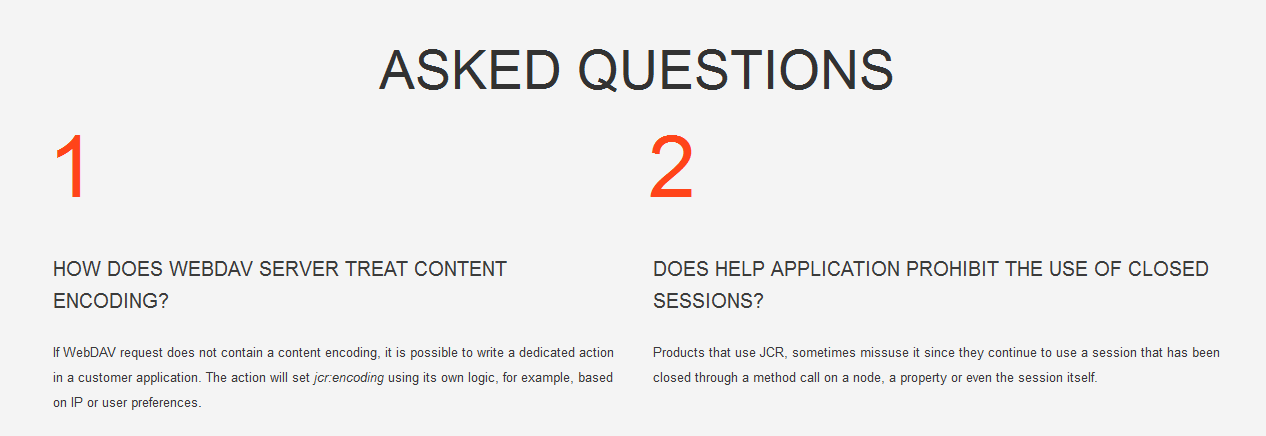 ASKED QUESTIONS
1
HOW DOES WEBDAV SERVER TREAT CONTENT
ENCODING?
If WebDAV request does not contain a content encoding, it is possible to write a dedicated action
in a customer application. The action will set jcr:encoding using its own logic, for example, based
on IP or user preferences.
2
DOES HELP APPLICATION PROHIBIT THE USE OF CLOSED
SESSIONS?
Products that use JCR, sometimes missuse it since they continue to use a session that has been
closed through a method call on a node, a property or even the session itself.